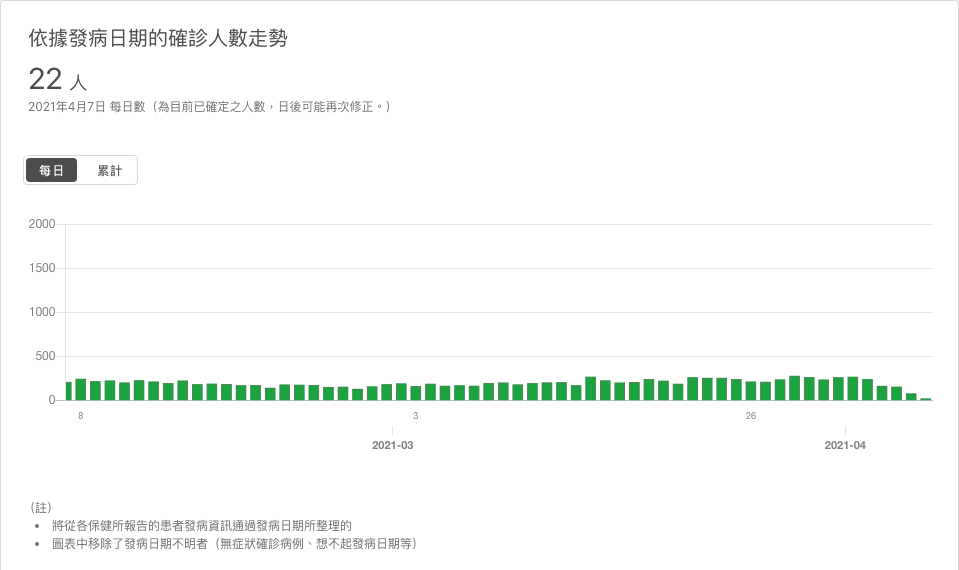 依據發病日期的確診人數走勢
22 人
2021年4月7日 每日數（為目前已確定之人數，日後可能再次修正。）
每日 累計
2000
1500
1000
500
0
8 3 26
2021-03 2021-04
（註）
• 將從各保健所報告的患者發病資訊通過發病日期所整理的
• 圖表中移除了發病日期不明者（無症狀確診病例、想不起發病日期等）